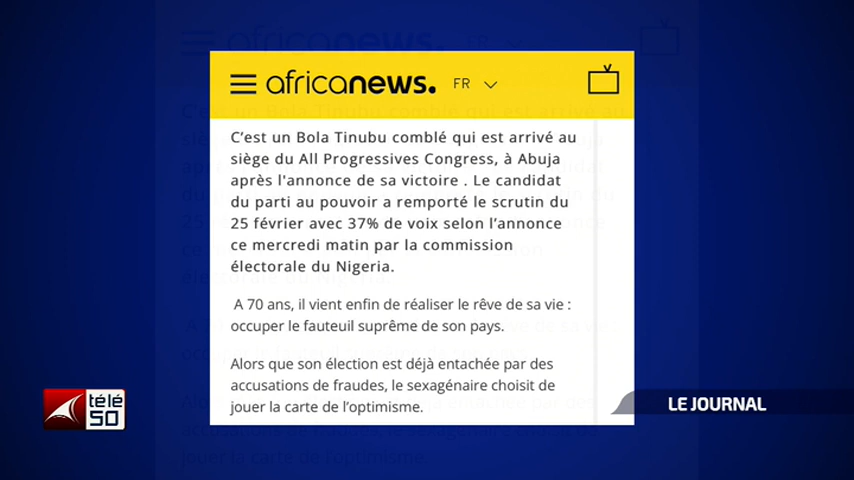 africanews. FR
C’est un Bola Tinubu comblé qui est arrivé au
siège du All Progressives Congress, à Abuja
après l'annonce de sa victoire . Le candidat
du parti au pouvoir a remporté le scrutin du
25 février avec 37% de voix selon l’annonce
ce mercredi matin par la commission
électorale du Nigeria.
A 70 ans, il vient enfin de réaliser le rêve de sa vie :
occuper le fauteuil suprême de son pays.
Alors que son élection est déjà entachée par des
accusations de fraudes, le sexagénaire choisit de
jouer la carte de l’optimisme.
télé
50
LE JOURNAL